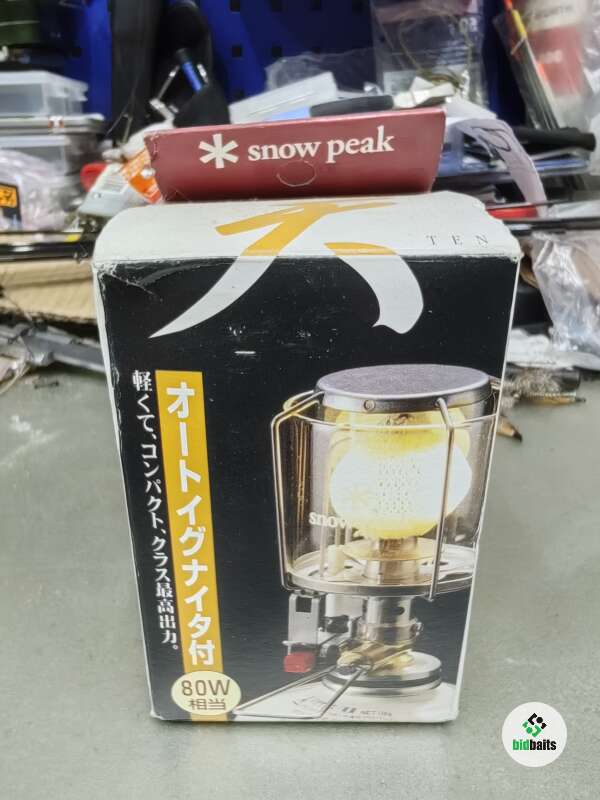 snow peak
天
TEN
軽くて、コンパクト、クラス最高出力。
オートイグナイタ付
snow
80W
相当
bidbaits